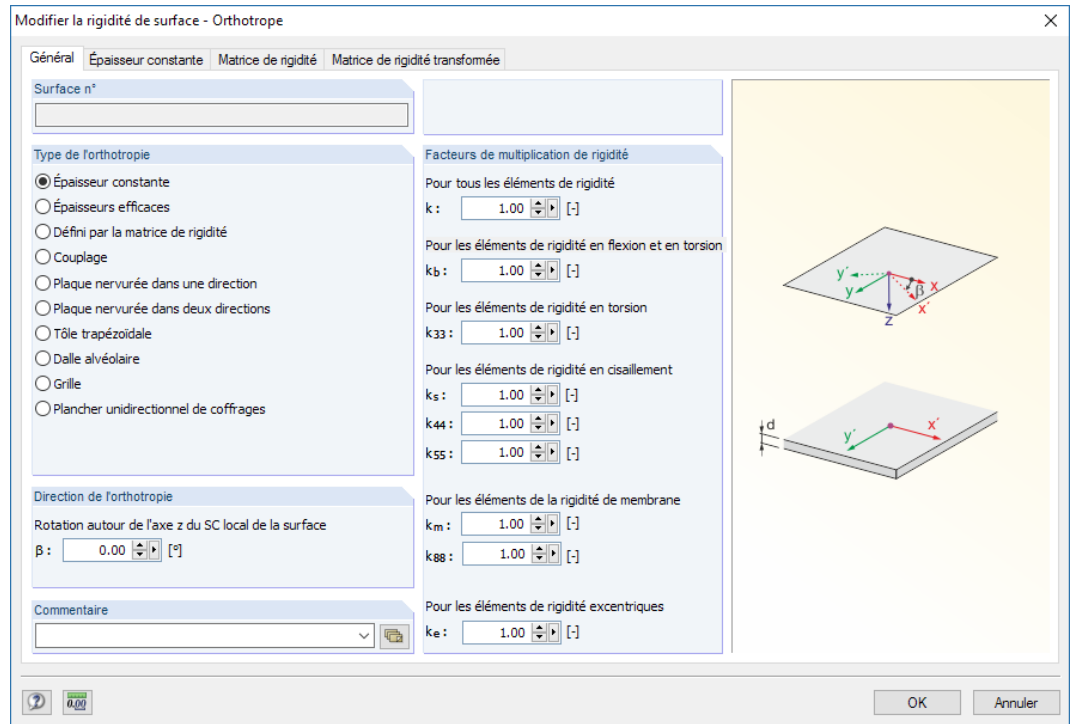 Modifier la rigidité de surface - Orthotrope
Général
Épaisseur constante
Matrice de rigidité
Matrice de rigidité transformée
Surface n°
Type de l'orthotropie
Épaisseur constante
Épaisseurs efficaces
Défini par la matrice de rigidité
Couplage
Plaque nervurée dans une direction
Plaque nervurée dans deux directions
Tôle trapézoïdale
Dalle alvéolaire
Grille
Plancher unidirectionnel de coffrages
Direction de l'orthotropie
Rotation autour de l'axe z du SC local de la surface
β : 0.00 [°]
Commentaire
Facteurs de multiplication de rigidité
Pour tous les éléments de rigidité
k : 1.00 [-]
Pour les éléments de rigidité en flexion et en torsion
kb : 1.00 [-]
Pour les éléments de rigidité en torsion
k33 : 1.00 [-]
Pour les éléments de rigidité en cisaillement
ks : 1.00 [-]
k44 : 1.00 [-]
k55 : 1.00 [-]
Pour les éléments de la rigidité de membrane
km : 1.00 [-]
k88 : 1.00 [-]
Pour les éléments de rigidité excentriques
ke : 1.00 [-]
y´
y
x
β
x´
z
d
y´
x´
0.00
OK
Annuler